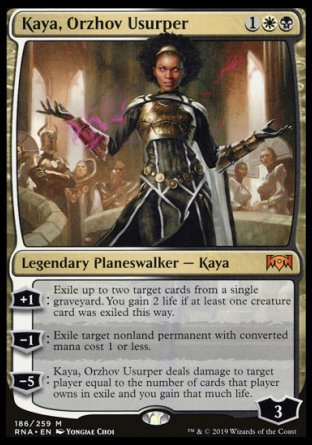 Kaya, Orzhov Usurper 1
Legendary Planeswalker — Kaya
+1: Exile up to two target cards from a single
graveyard. You gain 2 life if at least one creature
card was exiled this way.
-1: Exile target nonland permanent with converted
mana cost 1 or less.
-5: Kaya, Orzhov Usurper deals damage to target
player equal to the number of cards that player
owns in exile and you gain that much life.
3
186/259 M
RNA • EN Yongjae Choi
™ & © 2019 Wizards of the Coast